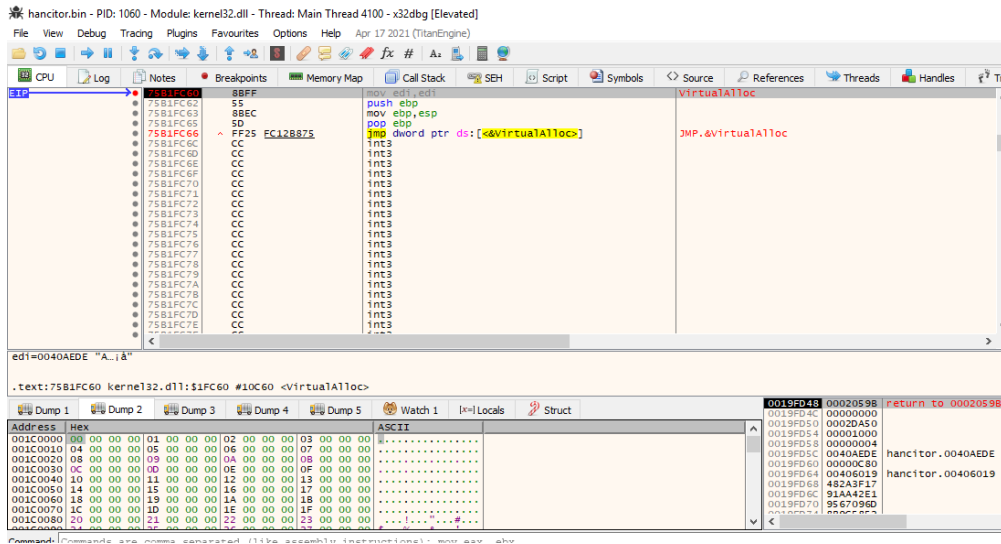 hancitor.bin - PID: 1060 - Module: kernel32.dll - Thread: Main Thread 4100 - x32dbg [Elevated]
File View Debug Tracing Plugins Favourites Options Help Apr 17 2021 (TitanEngine)
CPU Log Notes Breakpoints Memory Map Call Stack SEH Script Symbols Source References Threads Handles
EIP 75B1FC60 8BFF mov edi,edi VirtualAlloc
75B1FC62 55 push ebp
75B1FC63 8BEC mov ebp,esp
75B1FC65 5D pop ebp
75B1FC66 FF25 FC12B875 jmp dword ptr ds:[<&VirtualAlloc>] JMP.&VirtualAlloc
75B1FC6C CC int3
75B1FC6D CC int3
75B1FC6E CC int3
75B1FC6F CC int3
75B1FC70 CC int3
75B1FC71 CC int3
75B1FC72 CC int3
75B1FC73 CC int3
75B1FC74 CC int3
75B1FC75 CC int3
75B1FC76 CC int3
75B1FC77 CC int3
75B1FC78 CC int3
75B1FC79 CC int3
75B1FC7A CC int3
75B1FC7B CC int3
75B1FC7C CC int3
75B1FC7D CC int3
75B1FC7E CC int3
edi=0040AEDE "A…¡å"
.text:75B1FC60 kernel32.dll:$1FC60 #10C60 <VirtualAlloc>
Dump 1 Dump 2 Dump 3 Dump 4 Dump 5 Watch 1 [x=] Locals Struct
Address Hex ASCII
001C0000 00 00 00 00 01 00 00 00 02 00 00 00 03 00 00 00 ................
001C0010 04 00 00 00 05 00 00 00 06 00 00 00 07 00 00 00 ................
001C0020 08 00 00 00 09 00 00 00 0A 00 00 00 0B 00 00 00 ................
001C0030 0C 00 00 00 0D 00 00 00 0E 00 00 00 0F 00 00 00 ................
001C0040 10 00 00 00 11 00 00 00 12 00 00 00 13 00 00 00 ................
001C0050 14 00 00 00 15 00 00 00 16 00 00 00 17 00 00 00 ................
001C0060 18 00 00 00 19 00 00 00 1A 00 00 00 1B 00 00 00 ................
001C0070 1C 00 00 00 1D 00 00 00 1E 00 00 00 1F 00 00 00 ................
001C0080 20 00 00 00 21 00 00 00 22 00 00 00 23 00 00 00  ...!..."...#...
0019FD48 0002059B return to 0002059B
0019FD4C 00000000
0019FD50 0002DA50
0019FD54 00001000
0019FD58 00000004
0019FD5C 0040AEDE hancitor.0040AEDE
0019FD60 00000C80
0019FD64 00406019 hancitor.00406019
0019FD68 482A3F17
0019FD6C 91AA42E1
0019FD70 9567096D
Command: Commands are comma separated (like assembly instructions): mov eax, ebx